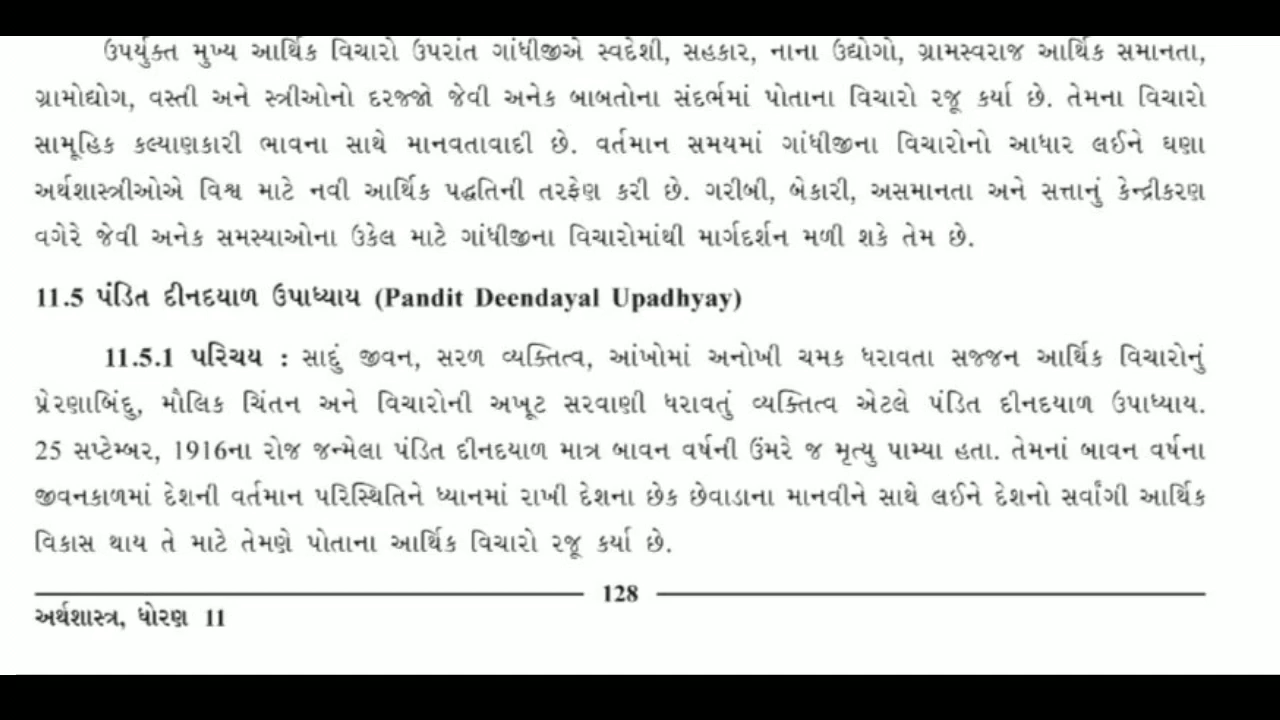 ઉપર્યુક્ત મુખ્ય આર્થિક વિચારો ઉપરાંત ગાંધીજીએ સ્વદેશી, સહકાર, નાના ઉદ્યોગો, ગ્રામસ્વરાજ આર્થિક સમાનતા,
ગ્રામોદ્યોગ, વસ્તી અને સ્ત્રીઓનો દરજ્જો જેવી અનેક બાબતોના સંદર્ભમાં પોતાના વિચારો રજૂ કર્યા છે. તેમના વિચારો
સામૂહિક કલ્યાણકારી ભાવના સાથે માનવતાવાદી છે. વર્તમાન સમયમાં ગાંધીજીના વિચારોનો આધાર લઈને ઘણા
અર્થશાસ્ત્રીઓએ વિશ્વ માટે નવી આર્થિક પદ્ધતિની તરફેણ કરી છે. ગરીબી, બેકારી, અસમાનતા અને સત્તાનું કેન્દ્રીકરણ
વગેરે જેવી અનેક સમસ્યાઓના ઉકેલ માટે ગાંધીજીના વિચારોમાંથી માર્ગદર્શન મળી શકે તેમ છે.
11.5 પંડિત દીનદયાળ ઉપાધ્યાય (Pandit Deendayal Upadhyay)
11.5.1 પરિચય : સાદું જીવન, સરળ વ્યક્તિત્વ, આંખોમાં અનોખી ચમક ધરાવતા સજ્જન આર્થિક વિચારોનું
પ્રેરણાબિંદુ, મૌલિક ચિંતન અને વિચારોની અખૂટ સરવાણી ધરાવતું વ્યક્તિત્વ એટલે પંડિત દીનદયાળ ઉપાધ્યાય.
25 સપ્ટેમ્બર, 1916ના રોજ જન્મેલા પંડિત દીનદયાળ માત્ર બાવન વર્ષની ઉંમરે જ મૃત્યુ પામ્યા હતા. તેમનાં બાવન વર્ષના
જીવનકાળમાં દેશની વર્તમાન પરિસ્થિતિને ધ્યાનમાં રાખી દેશના છેક છેવાડાના માનવીને સાથે લઈને દેશનો સર્વાંગી આર્થિક
વિકાસ થાય તે માટે તેમણે પોતાના આર્થિક વિચારો રજૂ કર્યા છે.
128
અર્થશાસ્ત્ર, ધોરણ 11